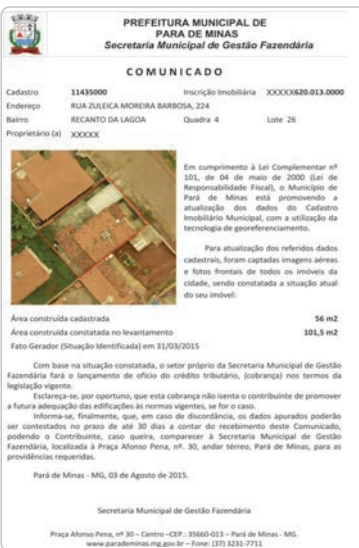 PREFEITURA MUNICIPAL DE
PARA DE MINAS
Secretaria Municipal de Gestão
Fazendária
COMUNICADO
Cadastro 11435000 Inscrição Imobiliária XXXXX620.013.0000
Endereço RUA ZULEICA MOREIRA BARBOSA, 224
Bairro RECANTO DA LAGOA Quadra 4 Lote 26
Proprietário (a) XXXXX
Em cumprimento à Lei Complementar nº
101, de 04 de maio de 2000 (Lei de
Responsabilidade Fiscal), o Município de
Pará de Minas está promovendo a
atualização dos dados do Cadastro
Imobiliário Municipal, com a utilização da
tecnologia de georeferenciamento.
Para atualização dos referidos dados
cadastrais, foram captadas imagens aéreas
e fotos frontais de todos os imóveis da
cidade, sendo constatada a situação atual
do seu imóvel:
Área construída cadastrada 56 m2
Área construída constatada no levantamento 101,5 m2
Fato Gerador (Situação Identificada) em 31/03/2015
Com base na situação constatada, o setor próprio da Secretaria Municipal de Gestão
Fazendária fará o lançamento de ofício do crédito tributário, (cobrança) nos termos da
legislação vigente.
Esclareça-se, por oportuno, que esta cobrança não isenta o contribuinte de promover
a futura adequação das edificações às normas vigentes, se for o caso.
Informa-se, finalmente, que, em caso de discordância, os dados apurados poderão
ser contestados no prazo de até 30 dias a contar do recebimento deste Comunicado,
podendo o Contribuinte, caso queira, comparecer à Secretaria Municipal de Gestão
Fazendária, localizada à Praça Afonso Pena, nº. 30, andar térreo, Pará de Minas, para as
providências requeridas.
Pará de Minas - MG, 03 de Agosto de 2015.
Secretaria Municipal de Gestão Fazendária
Praça Afonso Pena, nº 30 – Centro –CEP.: 35660-013 – Pará de Minas - MG.
www.parademinas.mg.gov.br – Fone: (37) 3231-7711